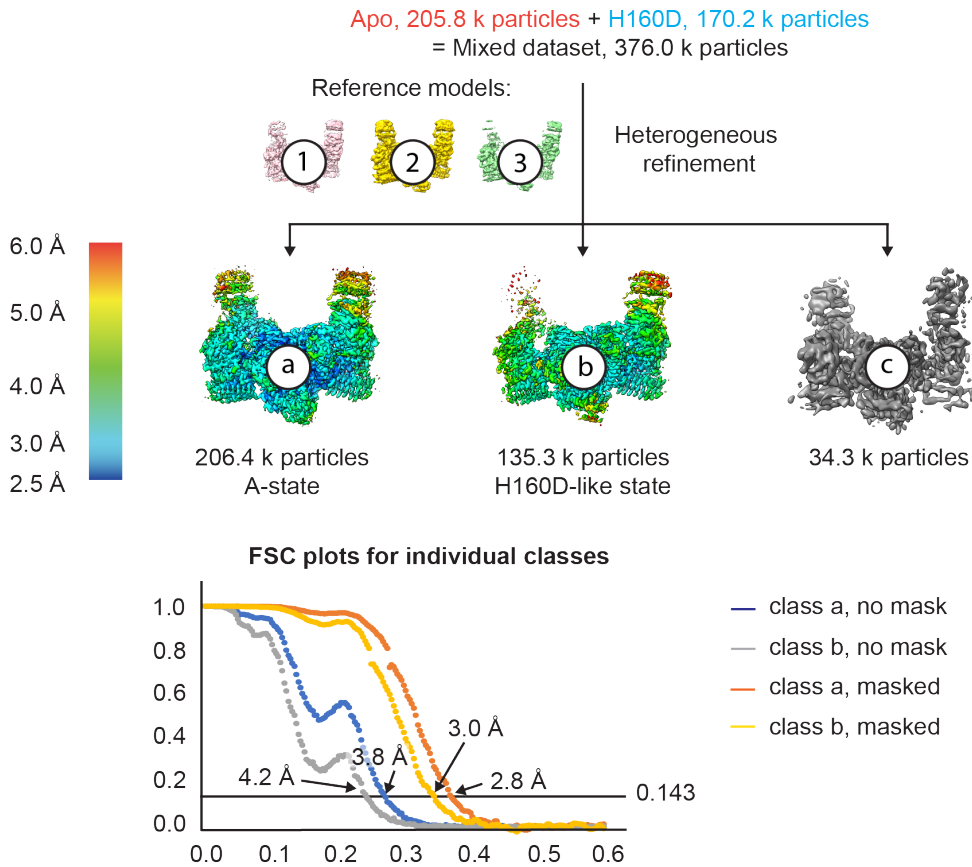 Apo, 205.8 k particles + H160D, 170.2 k particles
= Mixed dataset, 376.0 k particles
Reference models:
1
2
3
Heterogeneous
refinement
6.0 Å
5.0 Å
4.0 Å
3.0 Å
2.5 Å
a
b
c
206.4 k particles
A-state
135.3 k particles
H160D-like state
34.3 k particles
FSC plots for individual classes
1.0
0.8
0.6
0.4
0.2
0.0
4.2 Å
3.8 Å
3.0 Å
2.8 Å
0.143
0.0
0.1
0.2
0.3
0.4
0.5
0.6
class a, no mask
class b, no mask
class a, masked
class b, masked